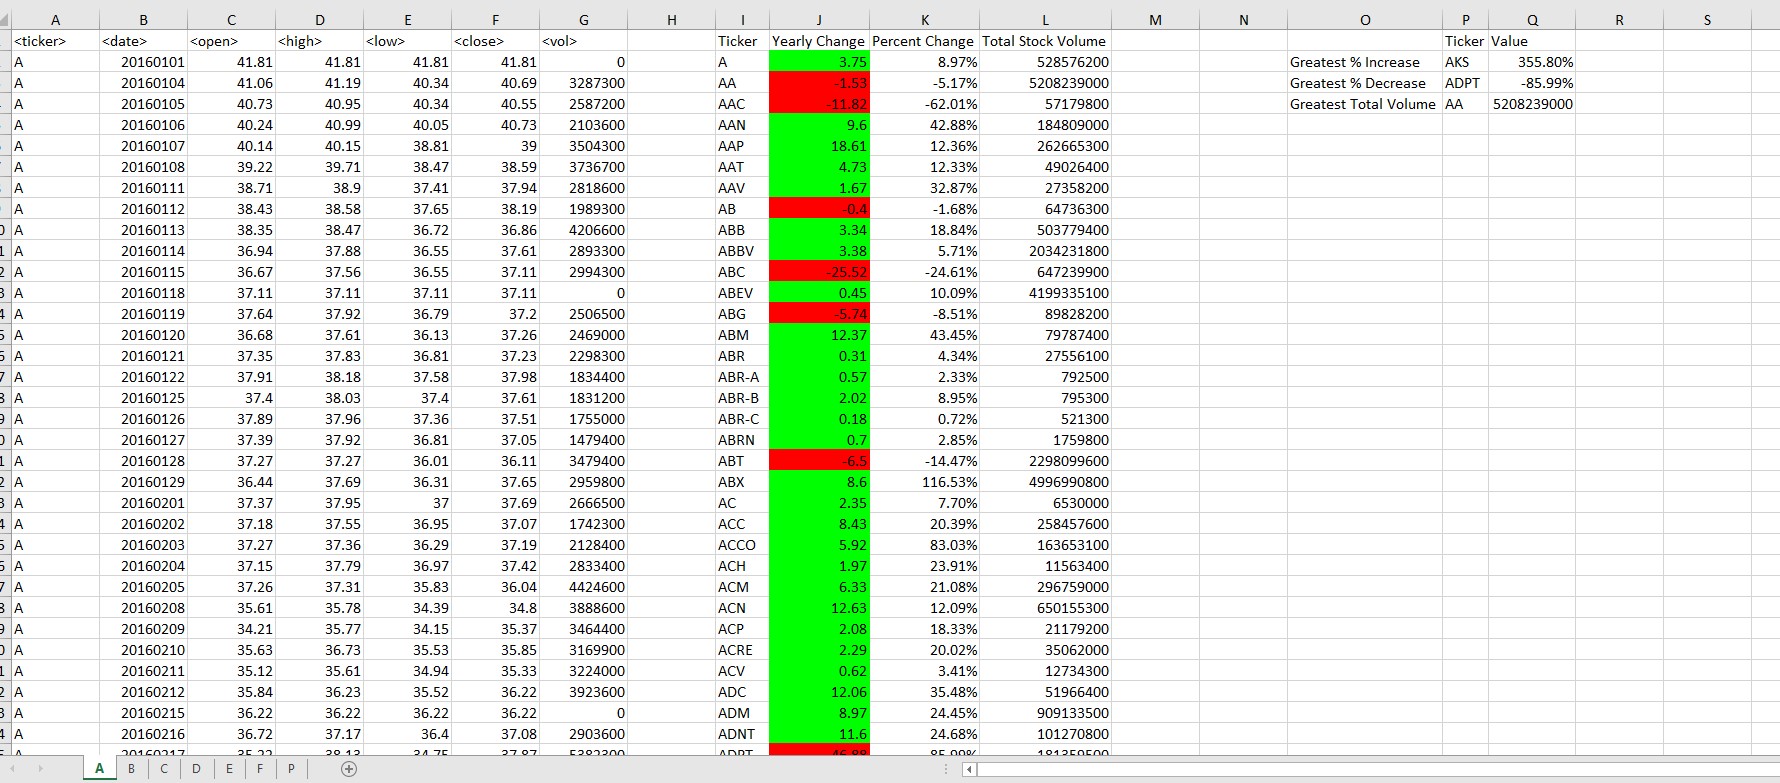 A B C D E F G H I J K L M N O P Q R S
<ticker> <date> <open> <high> <low> <close> <vol> Ticker Yearly Change Percent Change Total Stock Volume Ticker Value
A 20160101 41.81 41.81 41.81 41.81 0 A 3.75 8.97% 528576200 Greatest % Increase AKS 355.80%
A 20160104 41.06 41.19 40.34 40.69 3287300 AA -1.53 -5.17% 5208239000 Greatest % Decrease ADPT -85.99%
A 20160105 40.73 40.95 40.34 40.55 2587200 AAC -11.82 -62.01% 57179800 Greatest Total Volume AA 5208239000
A 20160106 40.24 40.99 40.05 40.73 2103600 AAN 9.6 42.88% 184809000
A 20160107 40.14 40.15 38.81 39 3504300 AAP 18.61 12.36% 262665300
A 20160108 39.22 39.71 38.47 38.59 3736700 AAT 4.73 12.33% 49026400
A 20160111 38.71 38.9 37.41 37.94 2818600 AAV 1.67 32.87% 27358200
A 20160112 38.43 38.58 37.65 38.19 1989300 AB -0.4 -1.68% 64736300
A 20160113 38.35 38.47 36.72 36.86 4206600 ABB 3.34 18.84% 503779400
A 20160114 36.94 37.88 36.55 37.61 2893300 ABBV 3.38 5.71% 2034231800
A 20160115 36.67 37.56 36.55 37.11 2994300 ABC -25.52 -24.61% 647239900
A 20160118 37.11 37.11 37.11 37.11 0 ABEV 0.45 10.09% 4199335100
A 20160119 37.64 37.92 36.79 37.2 2506500 ABG -5.74 -8.51% 89828200
A 20160120 36.68 37.61 36.13 37.26 2469000 ABM 12.37 43.45% 79787400
A 20160121 37.35 37.83 36.81 37.23 2298300 ABR 0.31 4.34% 27556100
A 20160122 37.91 38.18 37.58 37.98 1834400 ABR-A 0.57 2.33% 792500
A 20160125 37.4 38.03 37.4 37.61 1831200 ABR-B 2.02 8.95% 795300
A 20160126 37.89 37.96 37.36 37.51 1755000 ABR-C 0.18 0.72% 521300
A 20160127 37.39 37.92 36.81 37.05 1479400 ABRN 0.7 2.85% 1759800
A 20160128 37.27 37.27 36.01 36.11 3479400 ABT -6.5 -14.47% 2298099600
A 20160129 36.44 37.69 36.31 37.65 2959800 ABX 8.6 116.53% 4996990800
A 20160201 37.37 37.95 37 37.69 2666500 AC 2.35 7.70% 6530000
A 20160202 37.18 37.55 36.95 37.07 1742300 ACC 8.43 20.39% 258457600
A 20160203 37.27 37.36 36.29 37.19 2128400 ACCO 5.92 83.03% 163653100
A 20160204 37.15 37.79 36.97 37.42 2833400 ACH 1.97 23.91% 11563400
A 20160205 37.26 37.31 35.83 36.04 4424600 ACM 6.33 21.08% 296759000
A 20160208 35.61 35.78 34.39 34.8 3888600 ACN 12.63 12.09% 650155300
A 20160209 34.21 35.77 34.15 35.37 3464400 ACP 2.08 18.33% 21179200
A 20160210 35.63 36.73 35.53 35.85 3169900 ACRE 2.29 20.02% 35062000
A 20160211 35.12 35.61 34.94 35.33 3224000 ACV 0.62 3.41% 12734300
A 20160212 35.84 36.23 35.52 36.22 3923600 ADC 12.06 35.48% 51966400
A 20160215 36.22 36.22 36.22 36.22 0 ADM 8.97 24.45% 909133500
A 20160216 36.72 37.17 36.4 37.08 2903600 ADNT 11.6 24.68% 101270800
A B C D E F P